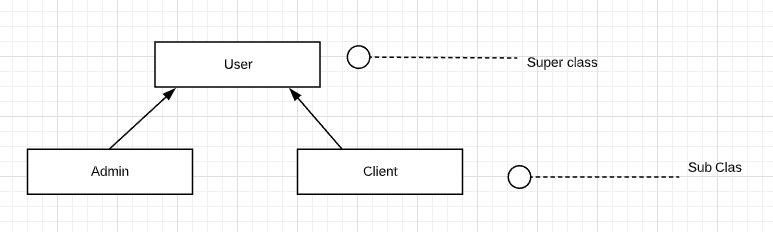 User
Super class
Admin
Client
Sub Clas